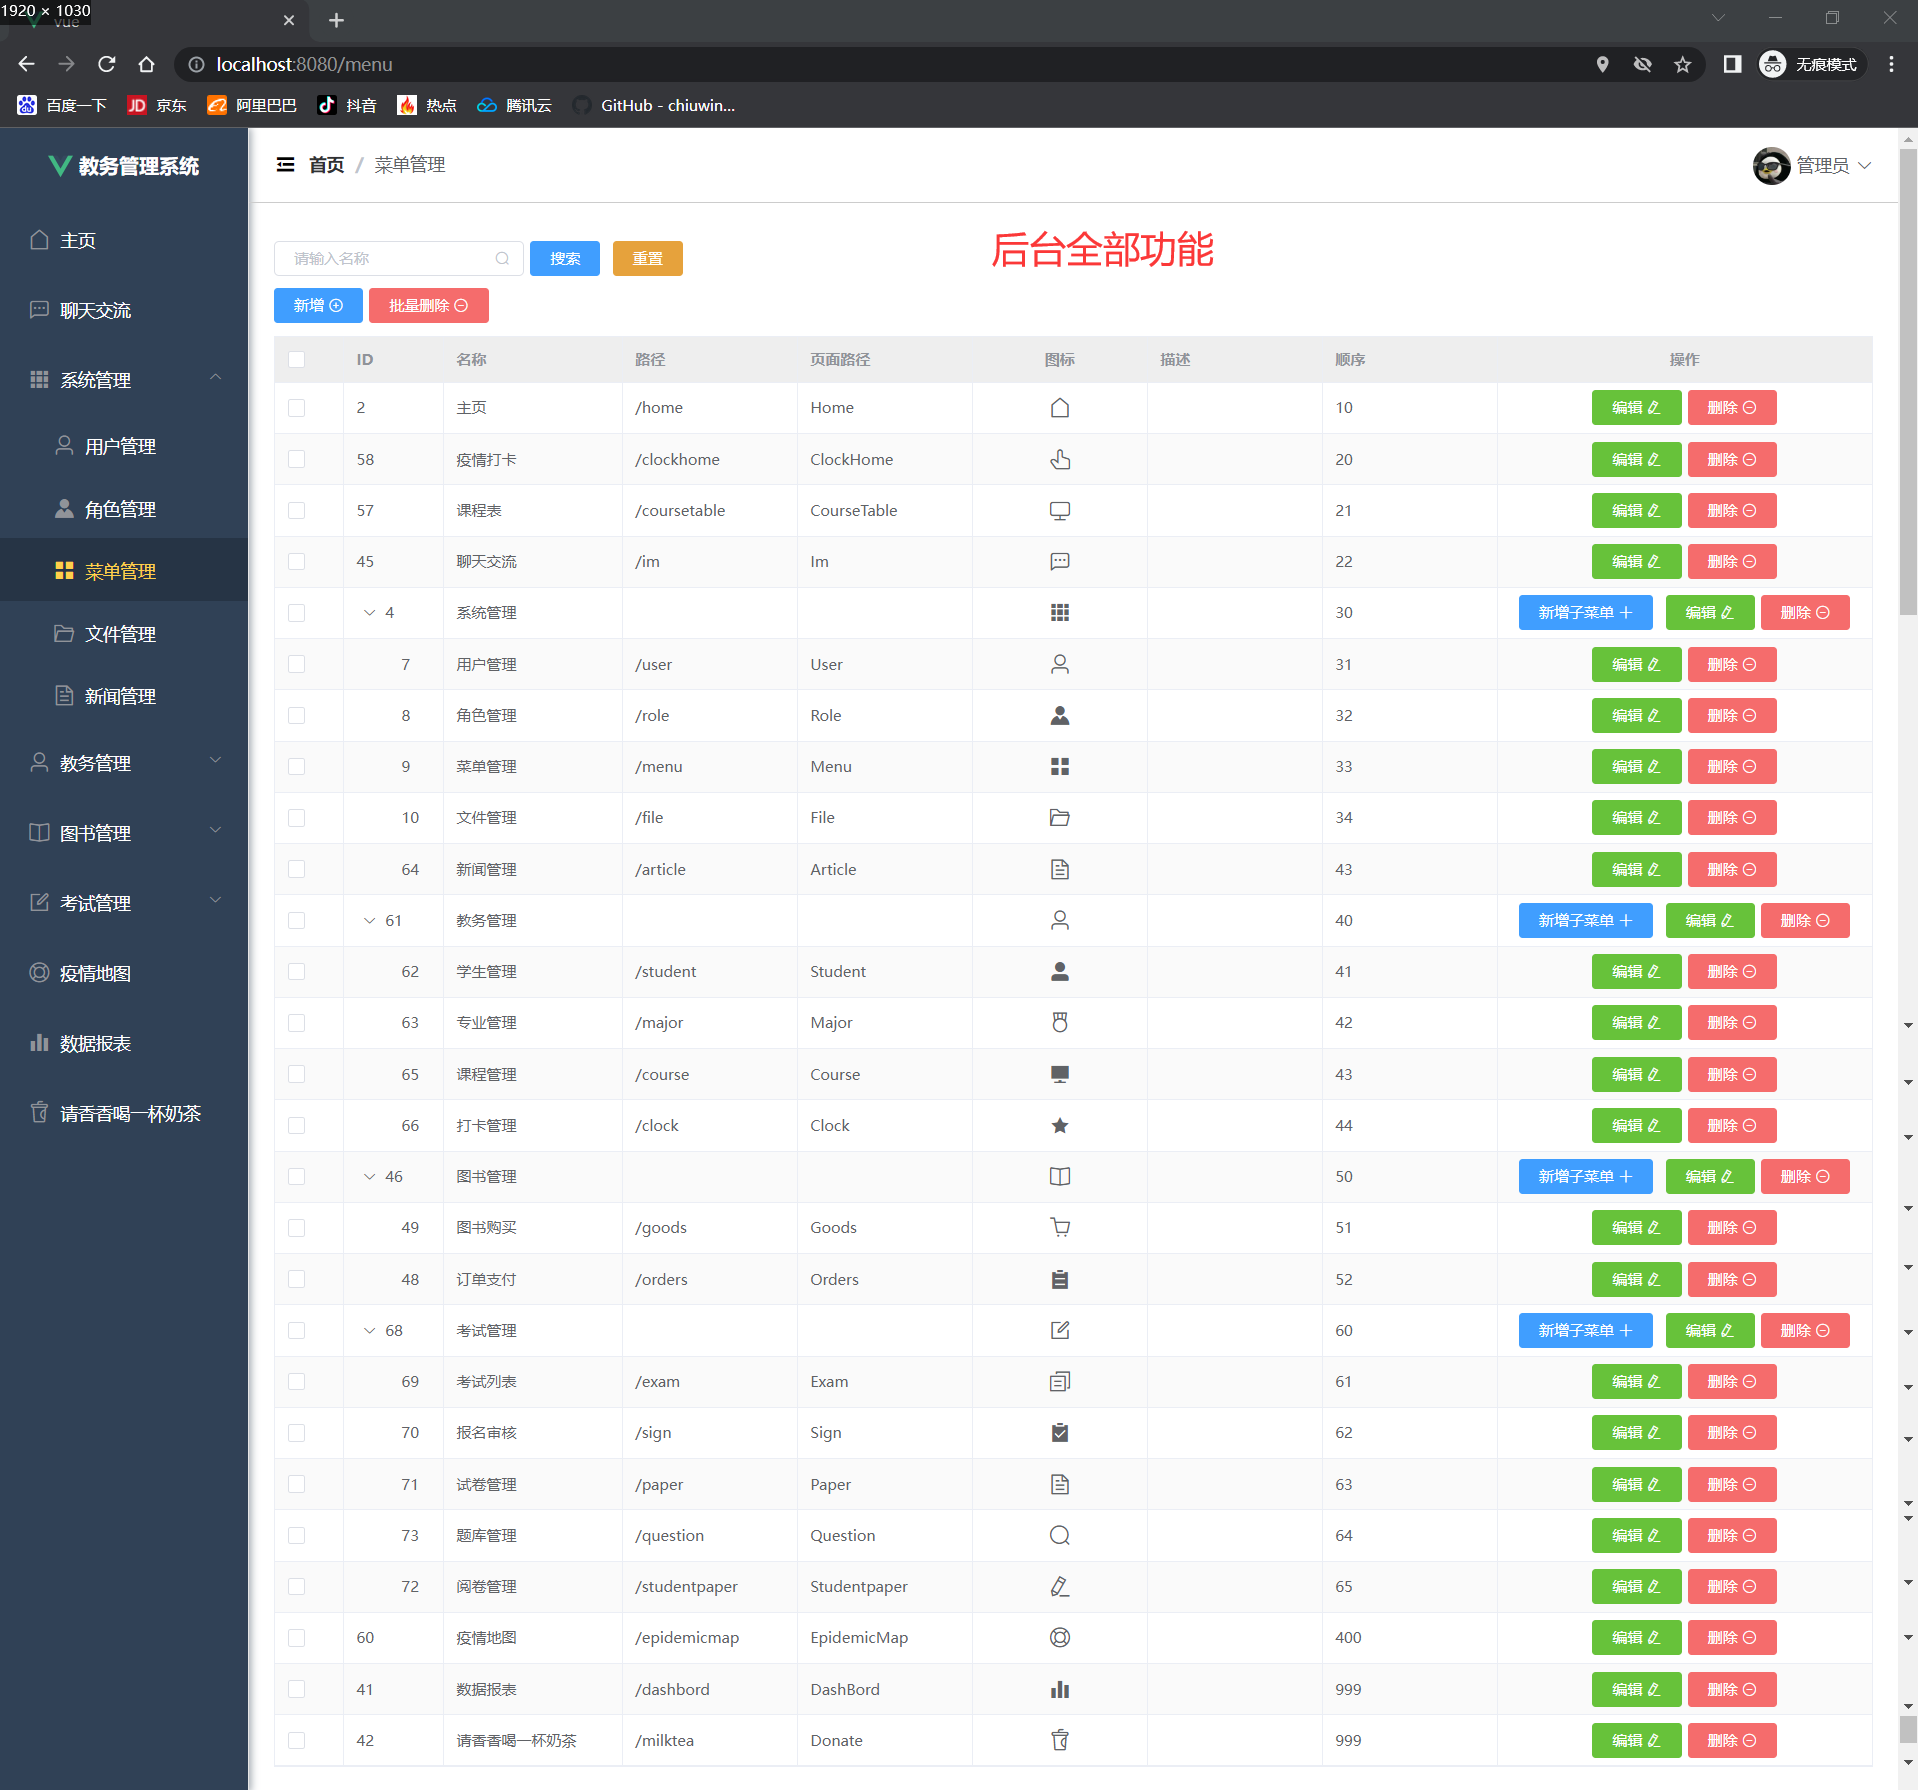 1920 × 1030
vue
localhost:8080/menu
无痕模式
百度一下 京东 阿里巴巴 抖音 热点 腾讯云 GitHub - chiuwin...
教务管理系统
首页 / 菜单管理
管理员
主页
聊天交流
系统管理
用户管理
角色管理
菜单管理
文件管理
新闻管理
教务管理
图书管理
考试管理
疫情地图
数据报表
请香香喝一杯奶茶
后台全部功能
请输入名称 搜索 重置
新增 批量删除
ID 名称 路径 页面路径 图标 描述 顺序 操作
2 主页 /home Home 10 编辑 删除
58 疫情打卡 /clockhome ClockHome 20 编辑 删除
57 课程表 /coursetable CourseTable 21 编辑 删除
45 聊天交流 /im Im 22 编辑 删除
4 系统管理 30 新增子菜单 编辑 删除
7 用户管理 /user User 31 编辑 删除
8 角色管理 /role Role 32 编辑 删除
9 菜单管理 /menu Menu 33 编辑 删除
10 文件管理 /file File 34 编辑 删除
64 新闻管理 /article Article 43 编辑 删除
61 教务管理 40 新增子菜单 编辑 删除
62 学生管理 /student Student 41 编辑 删除
63 专业管理 /major Major 42 编辑 删除
65 课程管理 /course Course 43 编辑 删除
66 打卡管理 /clock Clock 44 编辑 删除
46 图书管理 50 新增子菜单 编辑 删除
49 图书购买 /goods Goods 51 编辑 删除
48 订单支付 /orders Orders 52 编辑 删除
68 考试管理 60 新增子菜单 编辑 删除
69 考试列表 /exam Exam 61 编辑 删除
70 报名审核 /sign Sign 62 编辑 删除
71 试卷管理 /paper Paper 63 编辑 删除
73 题库管理 /question Question 64 编辑 删除
72 阅卷管理 /studentpaper Studentpaper 65 编辑 删除
60 疫情地图 /epidemicmap EpidemicMap 400 编辑 删除
41 数据报表 /dashbord DashBord 999 编辑 删除
42 请香香喝一杯奶茶 /milktea Donate 999 编辑 删除